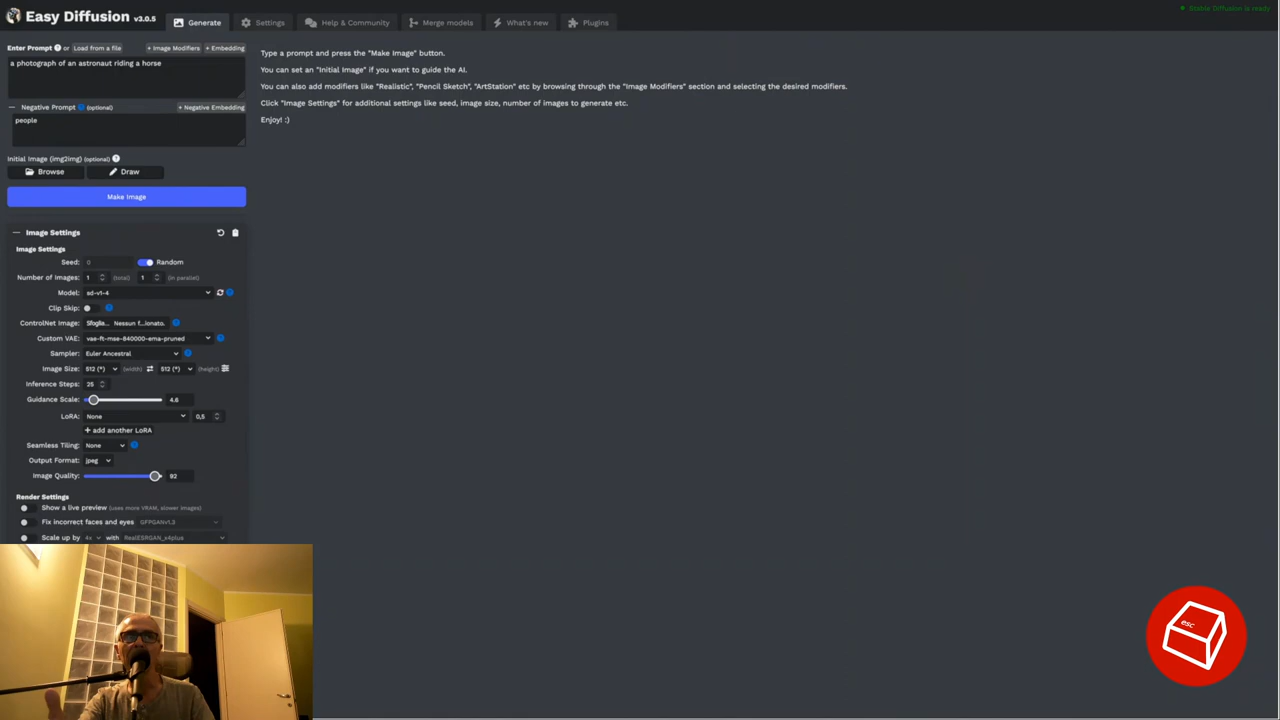 Easy Diffusion v3.0.5
Generate
Settings
Help & Community
Merge models
What's new
Plugins
Stable Diffusion is ready
Enter Prompt ? or Load from a file
+ Image Modifiers
+ Embedding
a photograph of an astronaut riding a horse
Negative Prompt ? (optional)
+ Negative Embedding
people
Initial Image (img2img) (optional) ?
Browse
Draw
Make Image
Type a prompt and press the "Make Image" button.
You can set an "Initial Image" if you want to guide the AI.
You can also add modifiers like "Realistic", "Pencil Sketch", "ArtStation" etc by browsing through the "Image Modifiers" section and selecting the desired modifiers.
Click "Image Settings" for additional settings like seed, image size, number of images to generate etc.
Enjoy! :)
Image Settings
Image Settings
Seed: 0 Random
Number of Images: 1 (total) 1 (in parallel)
Model: sd-v1-4 ?
Clip Skip: ?
ControlNet Image: Sfoglia... Nessun f...ionato. ?
Custom VAE: vae-ft-mse-840000-ema-pruned ?
Sampler: Euler Ancestral ?
Image Size: 512 (*) (width) 512 (*) (height)
Inference Steps: 25
Guidance Scale: 4.6
LoRA: None 0,5
+ add another LoRA
Seamless Tiling: None ?
Output Format: jpeg
Image Quality: 92
Render Settings
Show a live preview (uses more VRAM, slower images)
Fix incorrect faces and eyes GFPGANv1.3
Scale up by 4x with RealESRGAN_x4plus
esc